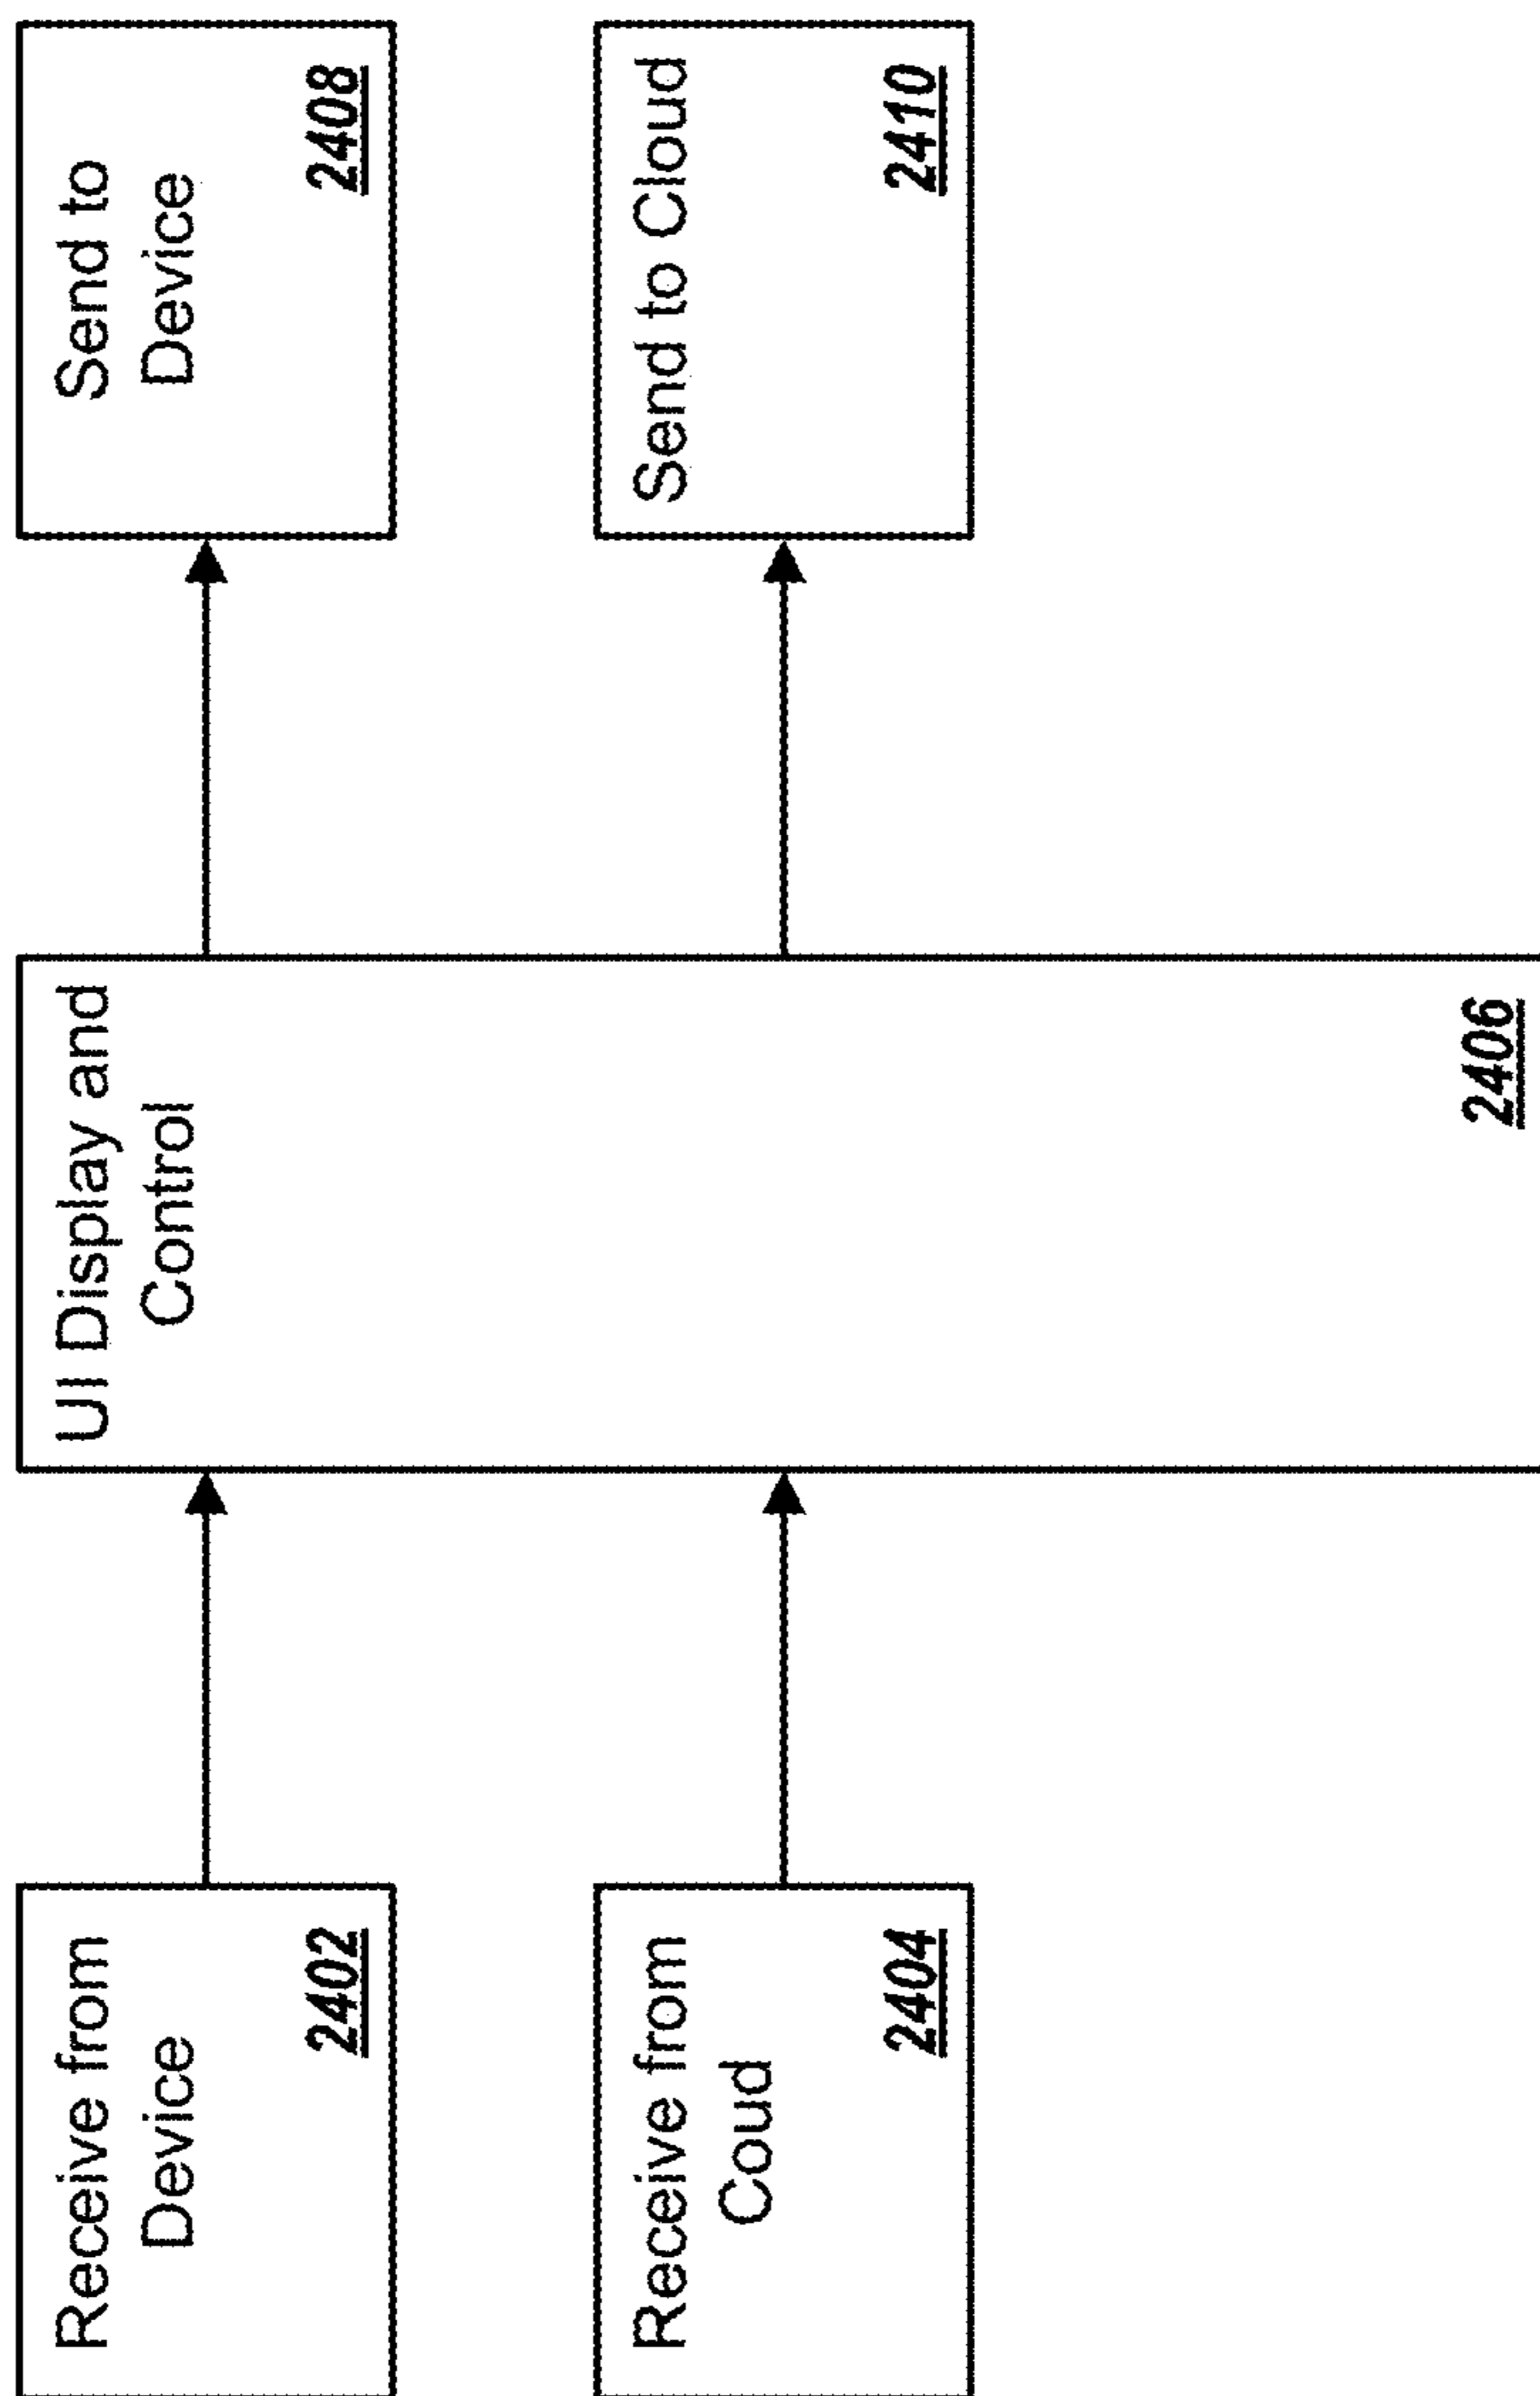 Receive from
Device
2402
Receive from
Coud
2404
UI Display and
Control
2406
Send to
Device
2408
Send to Cloud
2410